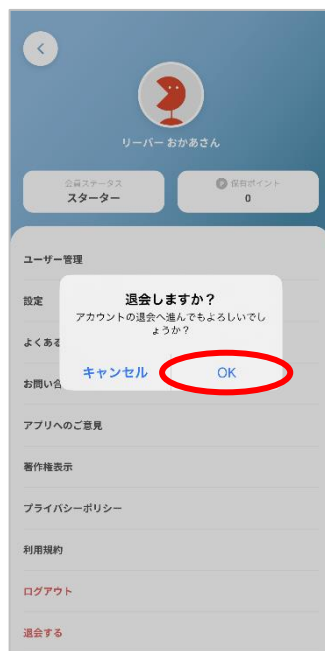 リーバー おかあさん
会員ステータス
スターター
P 保有ポイント
0
ユーザー管理
設定
退会しますか？
アカウントの退会へ進んでもよろしいでしょうか？
よくある
キャンセル
OK
お問い合
アプリへのご意見
著作権表示
プライバシーポリシー
利用規約
ログアウト
退会する